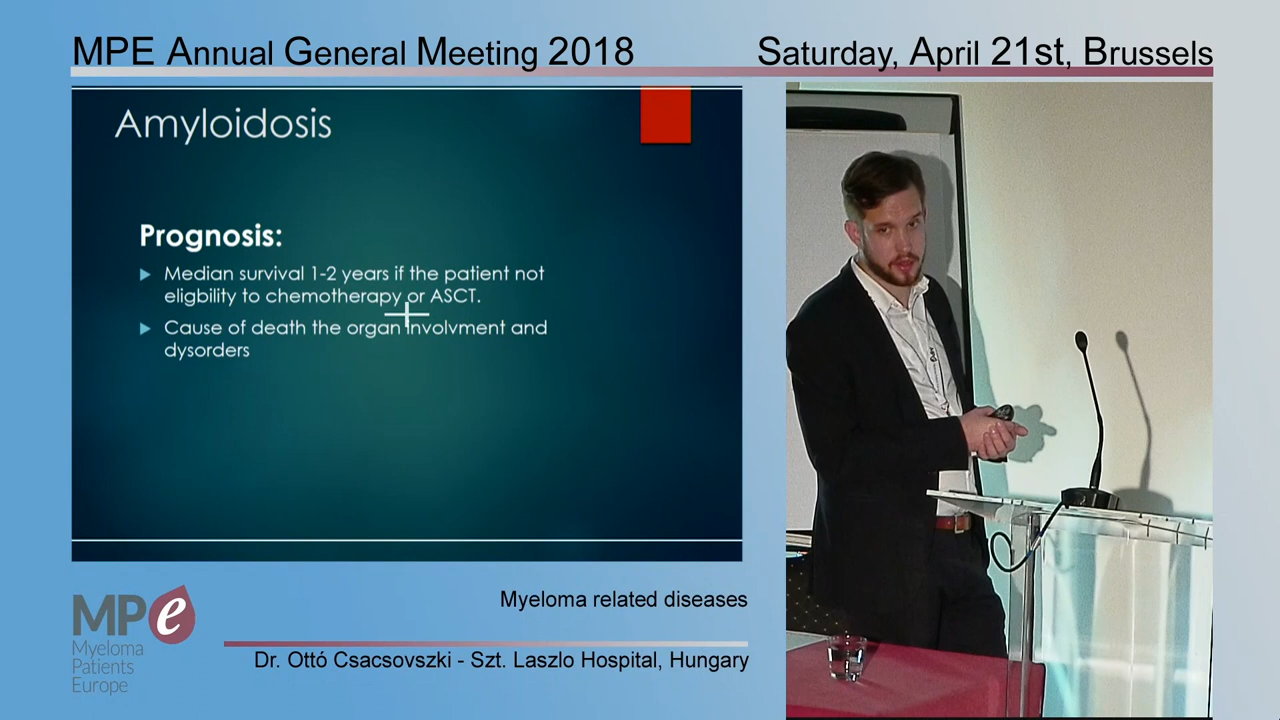 MPE Annual General Meeting 2018
Saturday, April 21st, Brussels
Amyloidosis
Prognosis:
Median survival 1-2 years if the patient not
eligbility to chemotherapy or ASCT.
Cause of death the organ involvment and
dysorders
MPe
Myeloma
Patients
Europe
Myeloma related diseases
Dr. Ottó Csacsovszki - Szt. Laszlo Hospital, Hungary